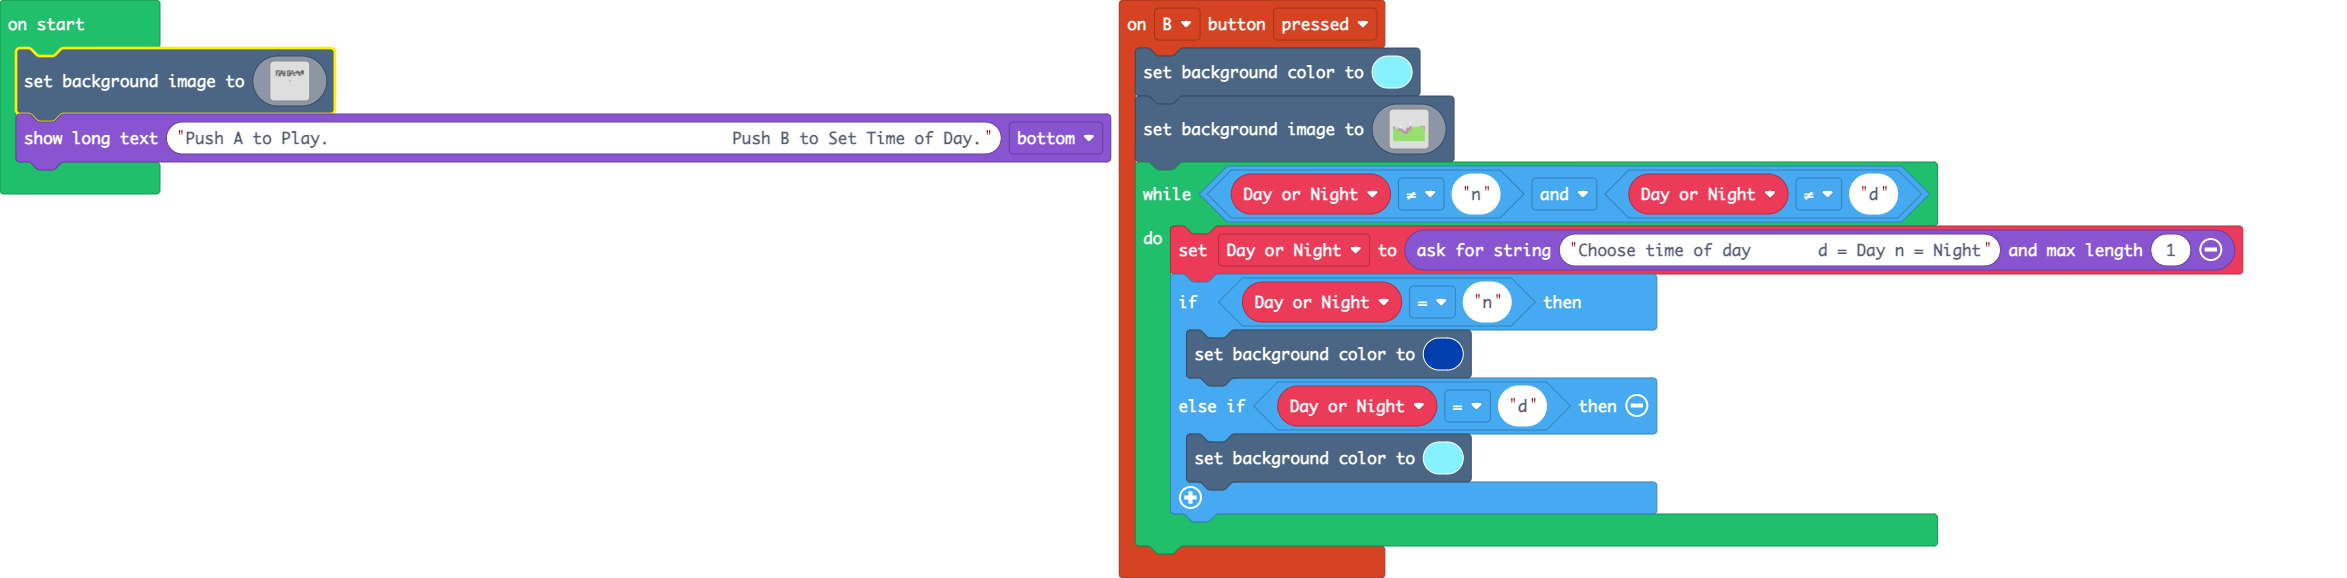 on start
set background image to
show long text "Push A to Play. Push B to Set Time of Day." bottom
on B button pressed
set background color to
set background image to
while Day or Night ≠ "n" and Day or Night ≠ "d"
do
set Day or Night to ask for string "Choose time of day d = Day n = Night" and max length 1
if Day or Night = "n" then
set background color to
else if Day or Night = "d" then
set background color to